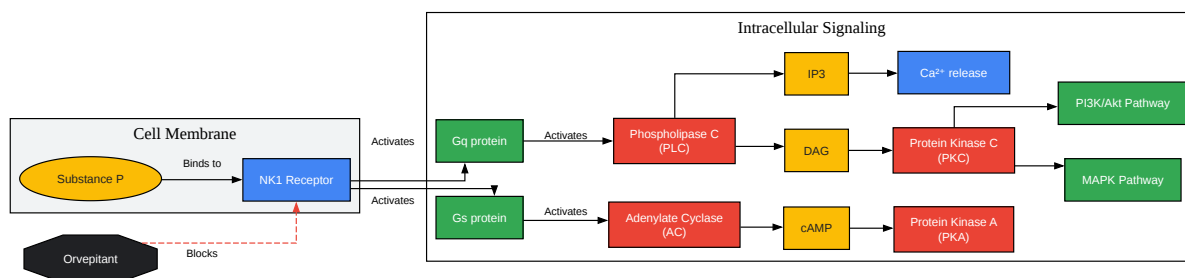 Intracellular Signaling
IP3
Ca²⁺ release
PI3K/Akt Pathway
Cell Membrane
Activates
Gq protein
Activates
Phospholipase C
(PLC)
DAG
Protein Kinase C
(PKC)
Substance P
Binds to
NK1 Receptor
MAPK Pathway
Activates
Gs protein
Activates
Adenylate Cyclase
(AC)
cAMP
Protein Kinase A
(PKA)
Orvepitant
Blocks